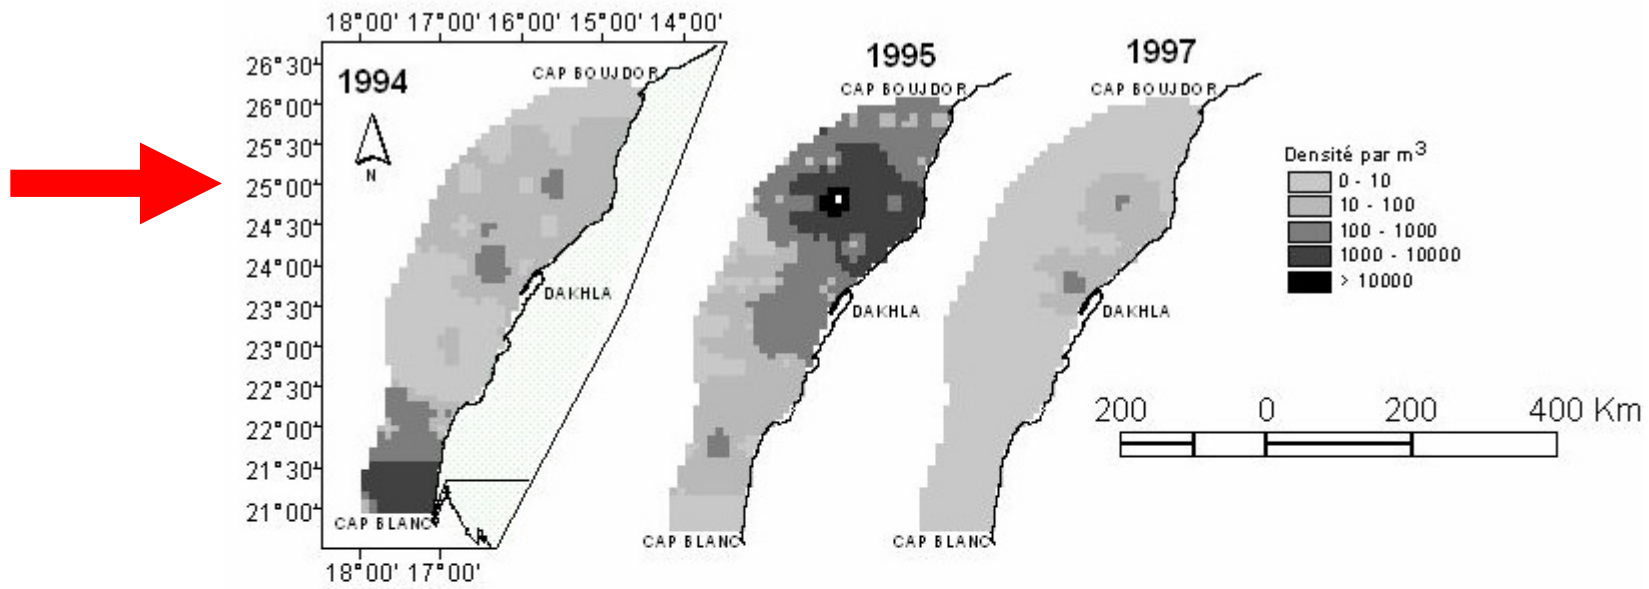 18°00' 17°00' 16°00' 15°00' 14°00'
1994
1995
1997
CAP BOUJDOR
CAP BOUJDOR
CAP BOUJDOR
26°30'
26°00'
25°30'
25°00'
24°30'
24°00'
23°30'
23°00'
22°30'
22°00'
21°30'
21°00'
N
DAKHLA
DAKHLA
DAKHLA
CAP BLANC
CAP BLANC
CAP BLANC
18°00' 17°00'
Densité par m³
0 - 10
10 - 100
100 - 1000
1000 - 10000
> 10000
200 0 200 400 Km